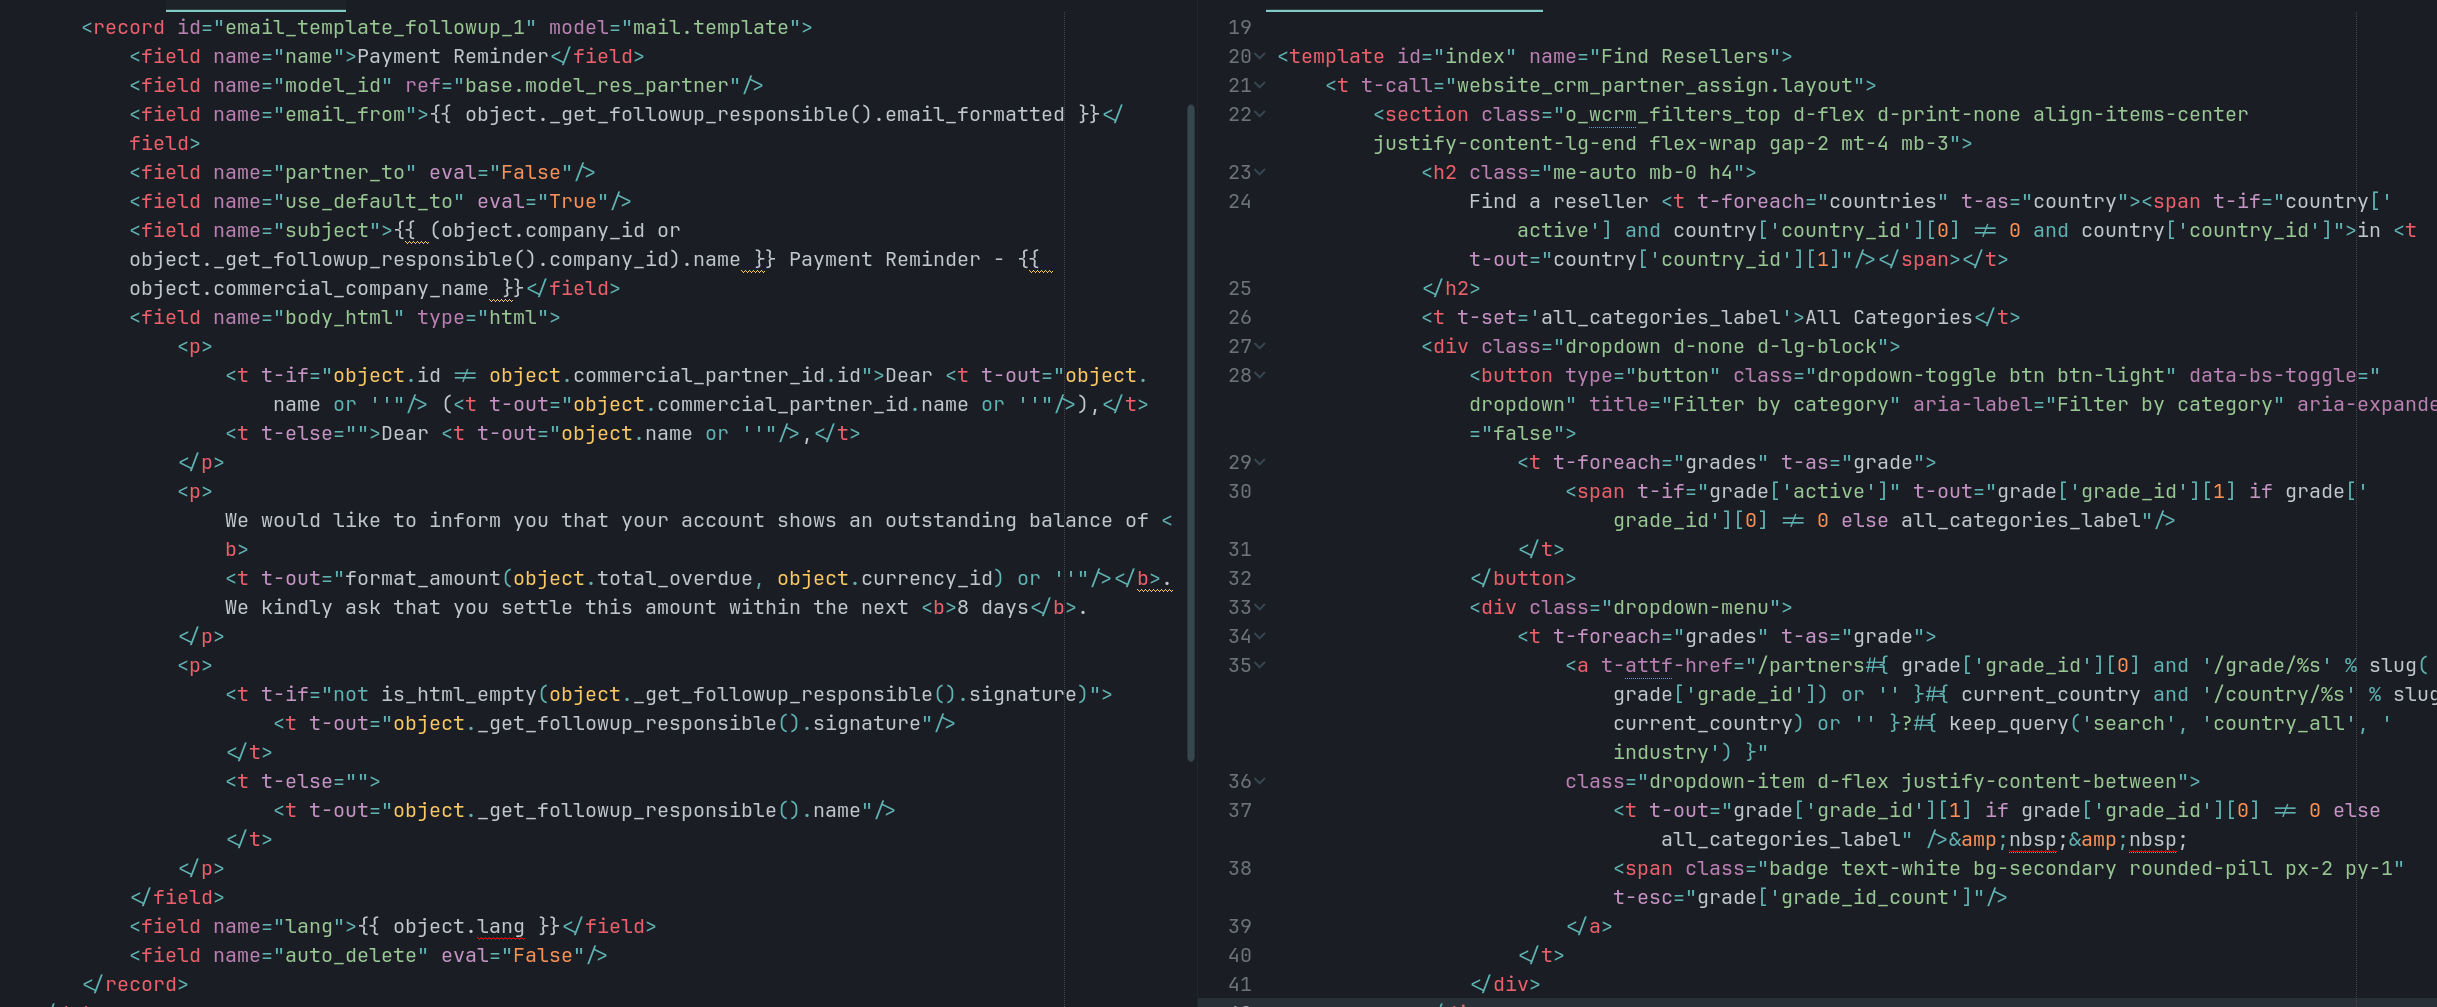 <record id="email_template_followup_1" model="mail.template">
<field name="name">Payment Reminder</field>
<field name="model_id" ref="base.model_res_partner"/>
<field name="email_from">{{ object._get_followup_responsible().email_formatted }}</
field>
<field name="partner_to" eval="False"/>
<field name="use_default_to" eval="True"/>
<field name="subject">{{ (object.company_id or
object._get_followup_responsible().company_id).name }} Payment Reminder - {{
object.commercial_company_name }}</field>
<field name="body_html" type="html">
<p>
<t t-if="object.id != object.commercial_partner_id.id">Dear <t t-out="object.
name or ''"/> (<t t-out="object.commercial_partner_id.name or ''"/>),</t>
<t t-else="">Dear <t t-out="object.name or ''"/>,</t>
</p>
<p>
We would like to inform you that your account shows an outstanding balance of <
b>
<t t-out="format_amount(object.total_overdue, object.currency_id) or ''"/></b>.
We kindly ask that you settle this amount within the next <b>8 days</b>.
</p>
<p>
<t t-if="not is_html_empty(object._get_followup_responsible().signature)">
<t t-out="object._get_followup_responsible().signature"/>
</t>
<t t-else="">
<t t-out="object._get_followup_responsible().name"/>
</t>
</p>
</field>
<field name="lang">{{ object.lang }}</field>
<field name="auto_delete" eval="False"/>
</record>
19
20 <template id="index" name="Find Resellers">
21 <t t-call="website_crm_partner_assign.layout">
22 <section class="o_wcrm_filters_top d-flex d-print-none align-items-center
justify-content-lg-end flex-wrap gap-2 mt-4 mb-3">
23 <h2 class="me-auto mb-0 h4">
24 Find a reseller <t t-foreach="countries" t-as="country"><span t-if="country['
active'] and country['country_id'][0] != 0 and country['country_id']">in <t
t-out="country['country_id'][1]"/></span></t>
25 </h2>
26 <t t-set='all_categories_label'>All Categories</t>
27 <div class="dropdown d-none d-lg-block">
28 <button type="button" class="dropdown-toggle btn btn-light" data-bs-toggle="
dropdown" title="Filter by category" aria-label="Filter by category" aria-expande
="false">
29 <t t-foreach="grades" t-as="grade">
30 <span t-if="grade['active']" t-out="grade['grade_id'][1] if grade['
grade_id'][0] != 0 else all_categories_label"/>
31 </t>
32 </button>
33 <div class="dropdown-menu">
34 <t t-foreach="grades" t-as="grade">
35 <a t-attf-href="/partners#{ grade['grade_id'][0] and '/grade/%s' % slug(
grade['grade_id']) or '' }#{ current_country and '/country/%s' % slug
current_country) or '' }?#{ keep_query('search', 'country_all', '
industry') }"
36 class="dropdown-item d-flex justify-content-between">
37 <t t-out="grade['grade_id'][1] if grade['grade_id'][0] != 0 else
all_categories_label" />&amp;nbsp;&amp;nbsp;
38 <span class="badge text-white bg-secondary rounded-pill px-2 py-1"
t-esc="grade['grade_id_count']"/>
39 </a>
40 </t>
41 </div>